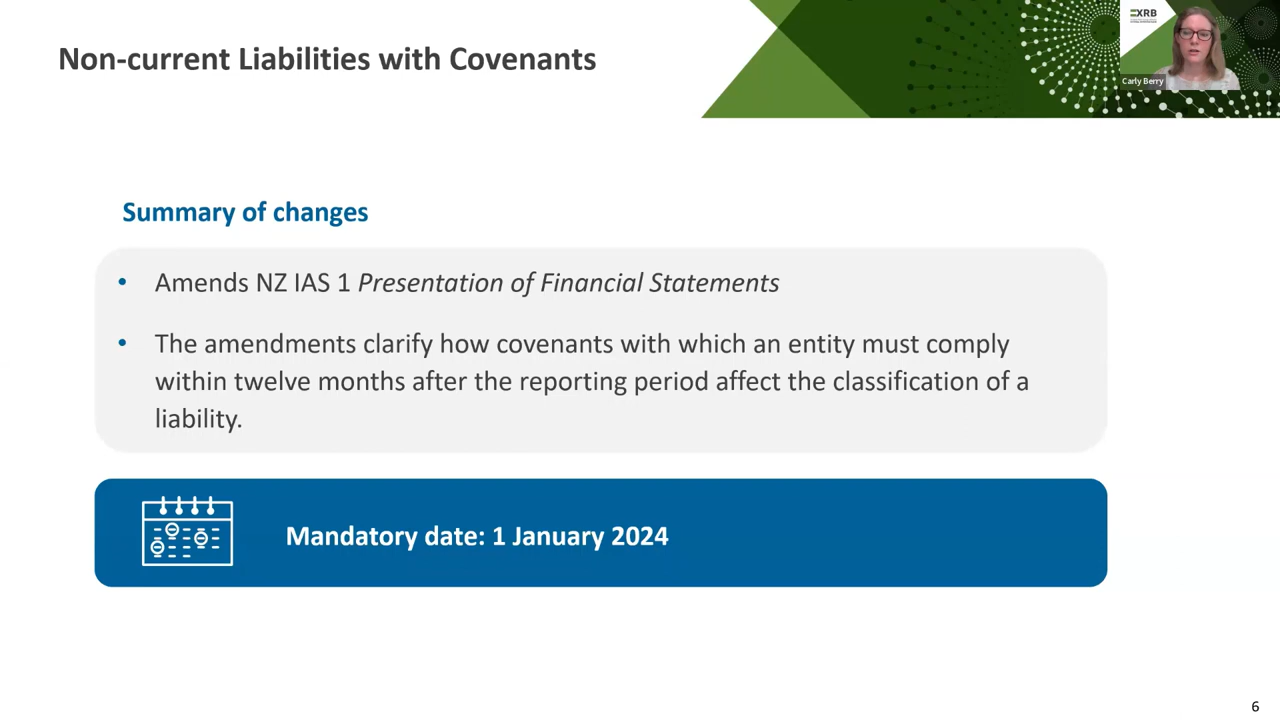 Non-current Liabilities with Covenants
XRB
Carly Berry
Summary of changes
• Amends NZ IAS 1 Presentation of Financial Statements
• The amendments clarify how covenants with which an entity must comply
within twelve months after the reporting period affect the classification of a
liability.
Mandatory date: 1 January 2024
6